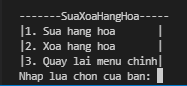 -------SuaXoaHangHoa-----
|1. Sua hang hoa       |
|2. Xoa hang hoa       |
|3. Quay lai menu chinh|
Nhap lua chon cua ban: